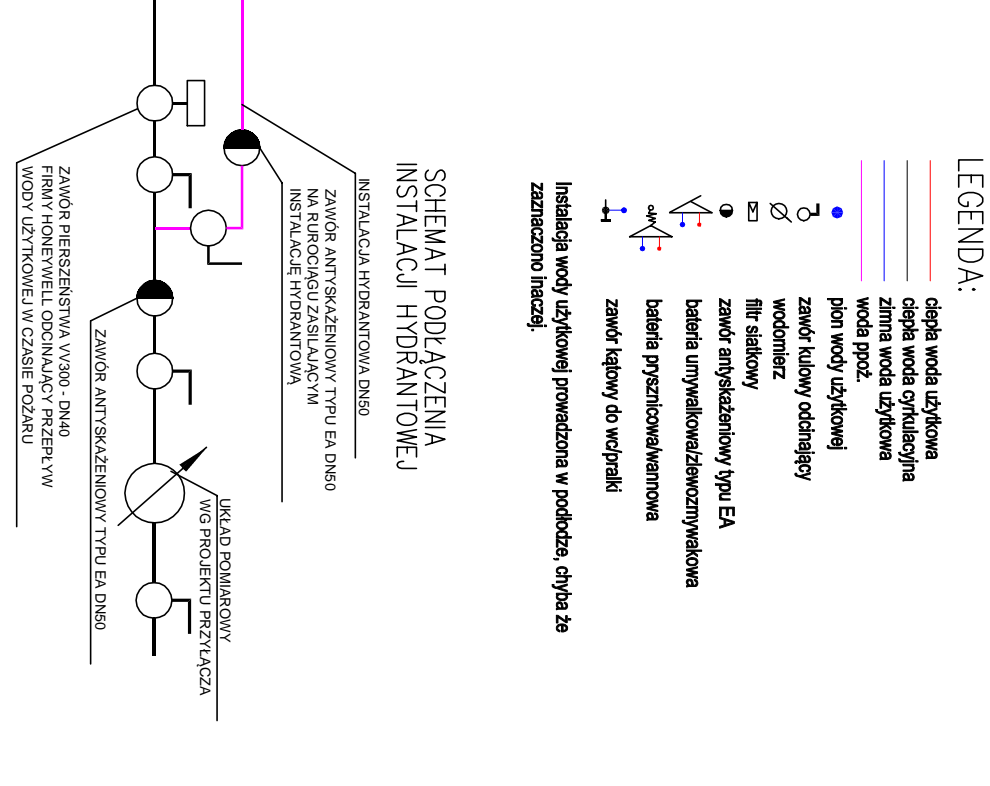 LEGENDA:
ciepła woda użytkowa
ciepła woda cyrkulacyjna
zimna woda użytkowa
woda ppoż.
pion wody użytkowej
zawór kulowy odcinający
wodomierz
filtr siatkowy
zawór antyskażeniowy typu EA
bateria umywalkowa/zlewozmywakowa
bateria prysznicowa/wannowa
zawór kątowy do wc/pralki
Instalacja wody użytkowej prowadzona w podłodze, chyba że
zaznaczono inaczej.
SCHEMAT PODŁĄCZENIA
INSTALACJI HYDRANTOWEJ
INSTALACJA HYDRANTOWA DN50
ZAWÓR ANTYSKAŻENIOWY TYPU EA DN50
NA RUROCIĄGU ZASILAJĄCYM
INSTALACJĘ HYDRANTOWĄ
UKŁAD POMIAROWY
WG PROJEKTU PRZYŁĄCZA
ZAWÓR ANTYSKAŻENIOWY TYPU EA DN50
ZAWÓR PIERSZEŃSTWA VV300 - DN40
FIRMY HONEYWELL ODCINAJĄCY PRZEPŁYW
WODY UŻYTKOWEJ W CZASIE POŻARU